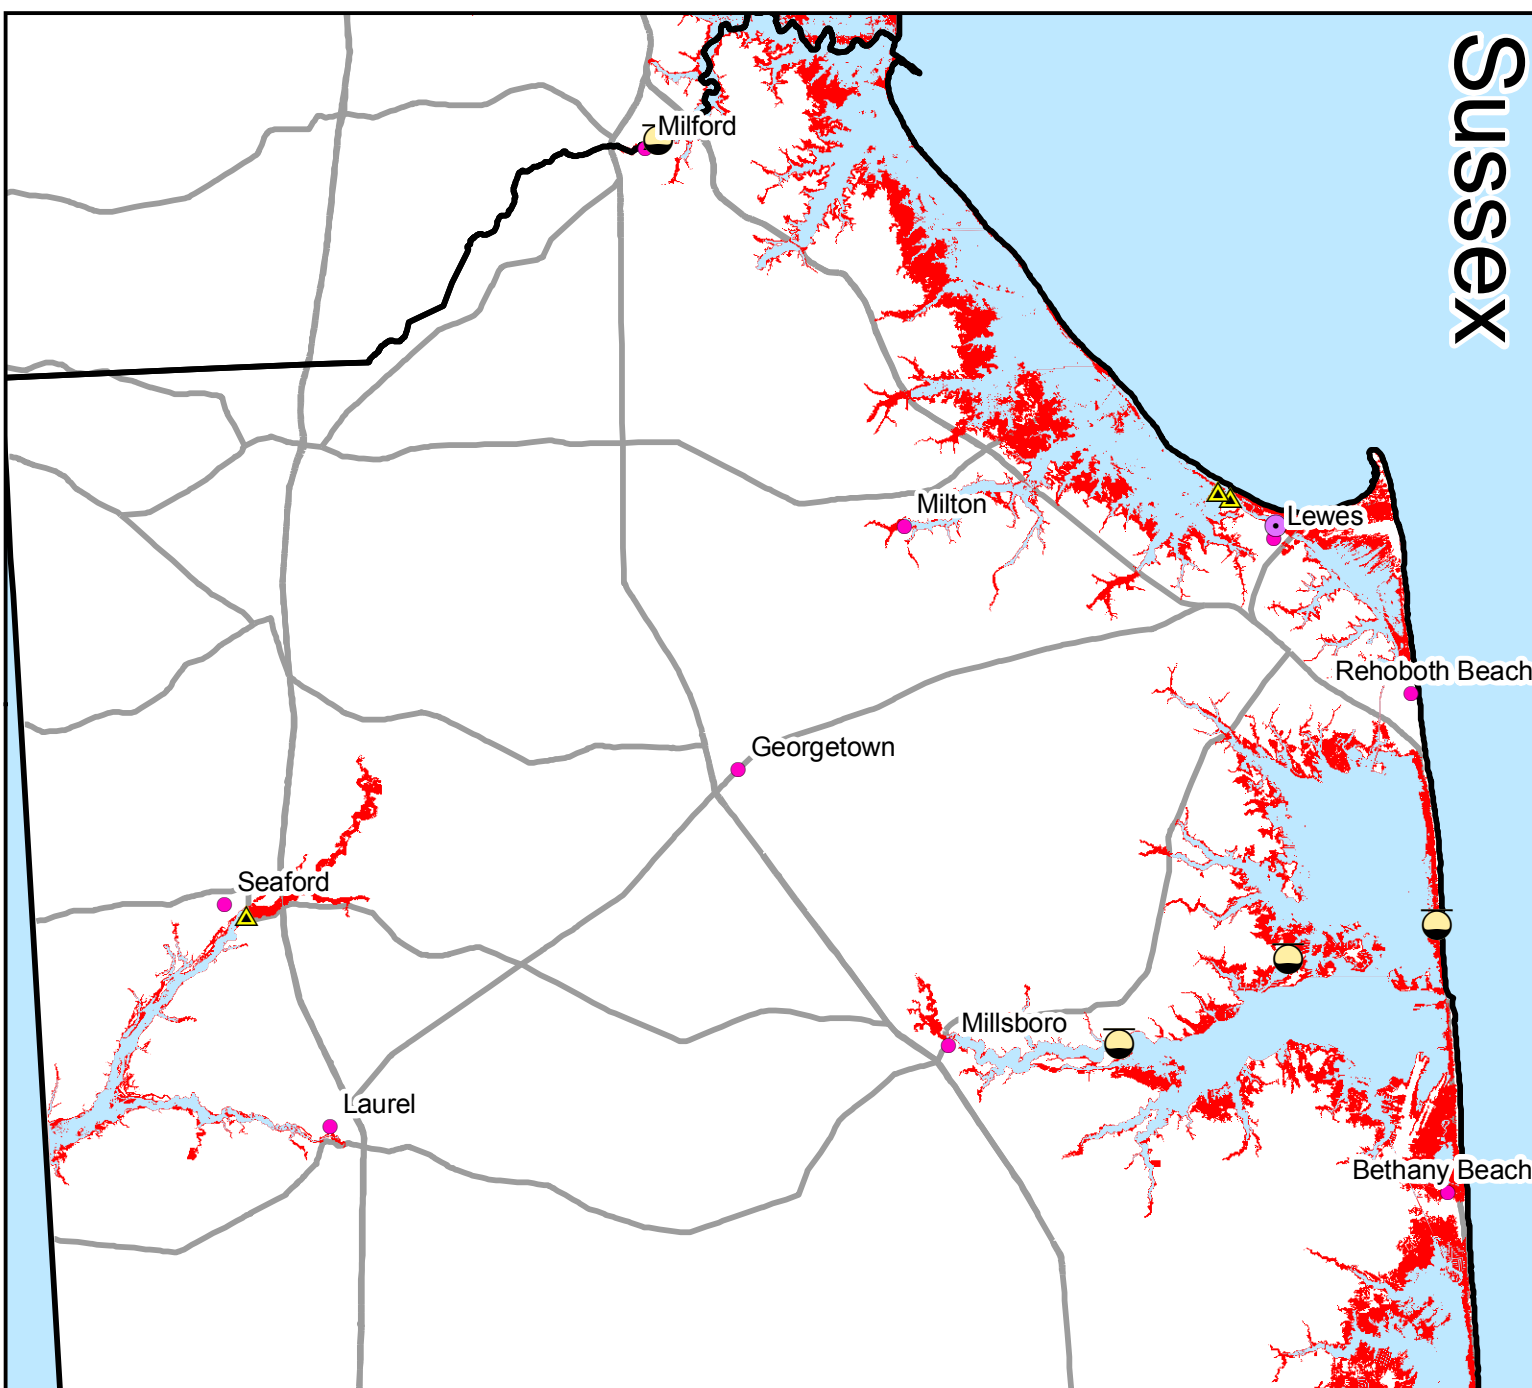 Sussex
Milford
Milton
Lewes
Rehoboth Beach
Georgetown
Seaford
Millsboro
Laurel
Bethany Beach